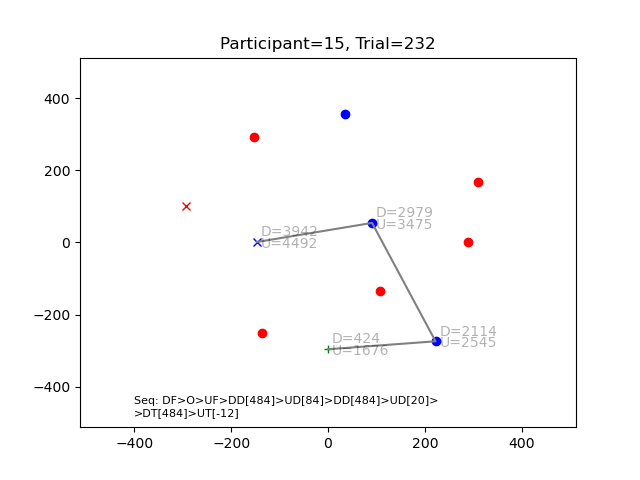 Participant=15, Trial=232
400
200
0
−200
−400
D=2979
U=3475
D=3942
U=4492
D=2114
U=2545
D=424
U=1676
Seq: DF>O>UF>DD[484]>UD[84]>DD[484]>UD[20]>
>DT[484]>UT[-12]
−400
−200
0
200
400